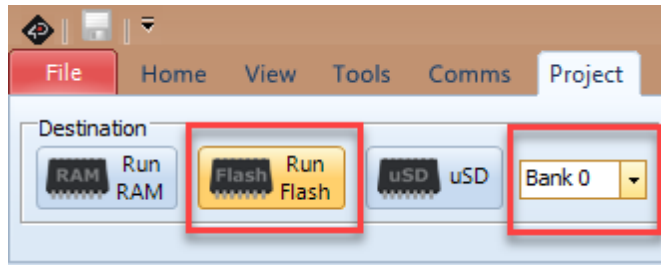 File Home View Tools Comms Project
Destination
RAM Run RAM
Flash Run Flash
uSD uSD
Bank 0